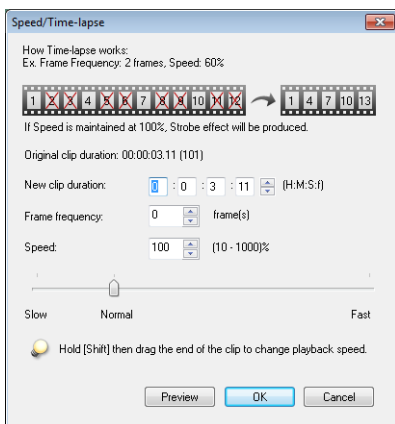 Speed/Time-lapse
How Time-lapse works:
Ex. Frame Frequency: 2 frames, Speed: 60%
1 2 3 4 5 6 7 8 9 10 11 12 1 4 7 10 13
If Speed is maintained at 100%, Strobe effect will be produced.
Original clip duration: 00:00:03.11 (101)
New clip duration: 0 : 0 : 3 : 11 (H:M:S:f)
Frame frequency: 0 frame(s)
Speed: 100 (10 - 1000)%
Slow Normal Fast
Hold [Shift] then drag the end of the clip to change playback speed.
Preview OK Cancel